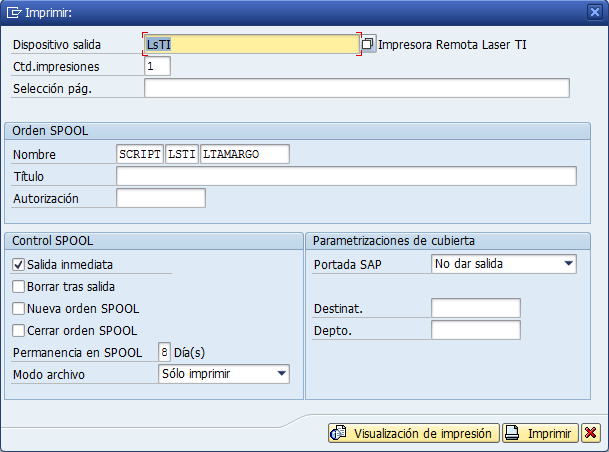 Imprimir:
Dispositivo salida LsTI Impresora Remota Laser TI
Ctd.impresiones 1
Selección pág.
Orden SPOOL
Nombre SCRIPT LSTI LTAMARGO
Título
Autorización
Control SPOOL
Salida inmediata
Borrar tras salida
Nueva orden SPOOL
Cerrar orden SPOOL
Permanencia en SPOOL 8 Día(s)
Modo archivo Sólo imprimir
Parametrizaciones de cubierta
Portada SAP No dar salida
Destinat.
Depto.
Visualización de impresión Imprimir